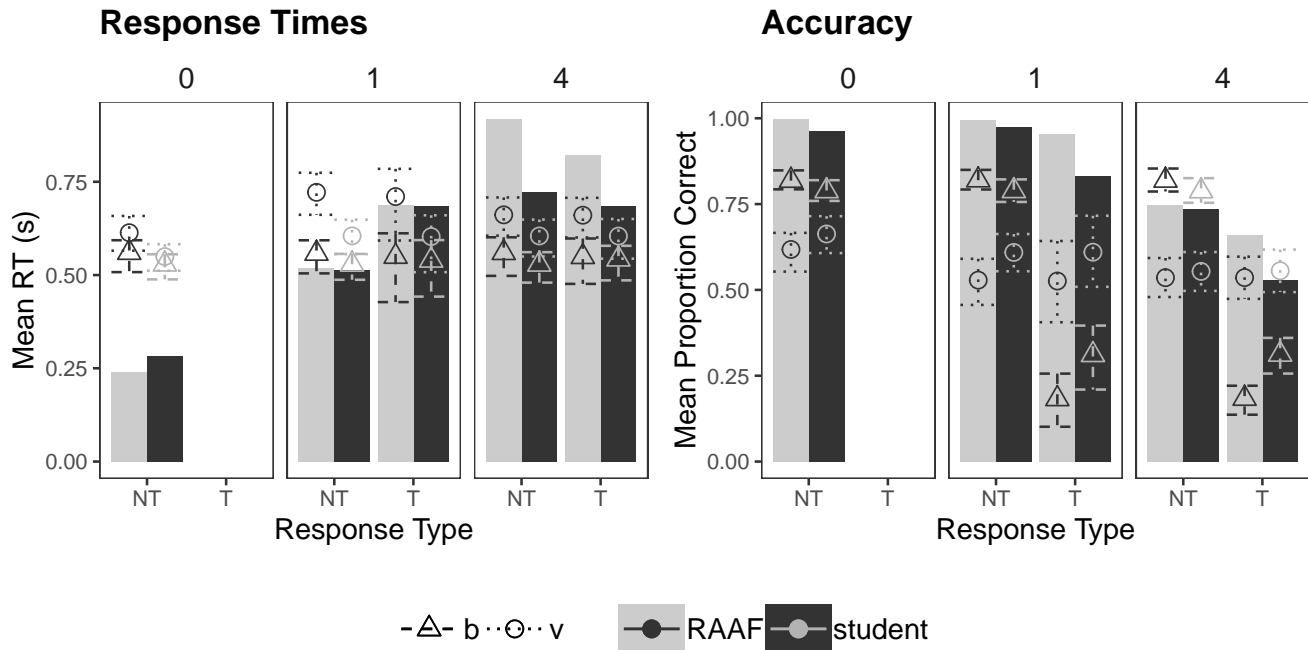 Response Times
Accuracy
0 1 4
0 1 4
Mean RT (s)
0.75
0.50
0.25
0.00
NT T NT T NT T
Response Type
Mean Proportion Correct
1.00
0.75
0.50
0.25
0.00
NT T NT T NT T
Response Type
b v RAAF student